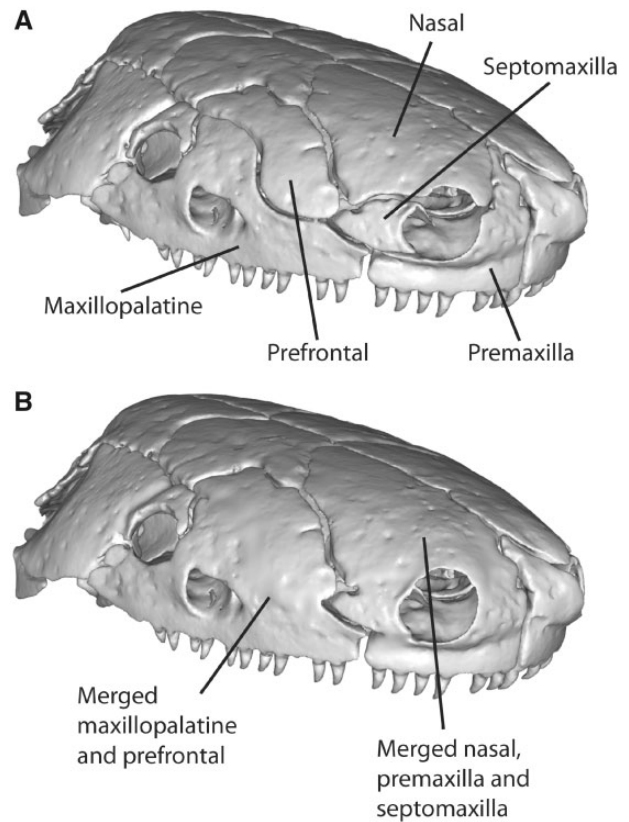 A
Nasal
Septomaxilla
Maxillopalatine
Prefrontal
Premaxilla
B
Merged
maxillopalatine
and prefrontal
Merged nasal,
premaxilla and
septomaxilla